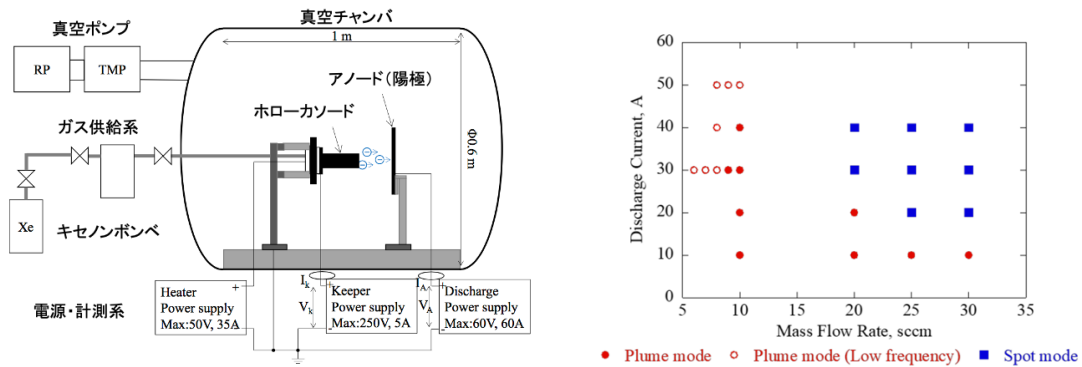 真空ポンプ
真空チャンバ
1 m
RP
TMP
アノード(陽極)
ホローカソード
ガス供給系
Φ0.6 m
Xe
キセノンボンベ
電源・計測系
Heater
Power supply
Max:50V, 35A
+
-
Ik
Vk
Keeper
Power supply
Max:250V, 5A
+
-
IA
VA
Discharge
Power supply
Max:60V, 60A
+
-
Discharge Current, A
60
50
40
30
20
10
0
5
10
15
20
25
30
35
Mass Flow Rate, sccm
Plume mode
Plume mode (Low frequency)
Spot mode